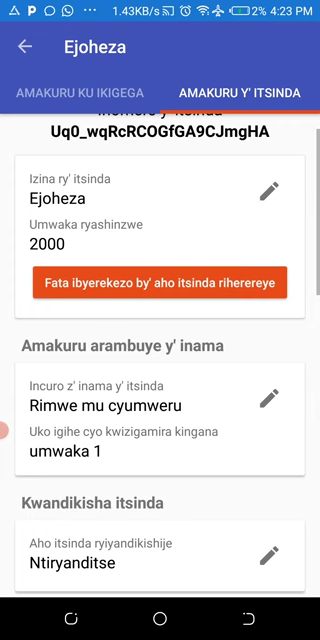 1.43KB/s 2% 4:23 PM
Ejoheza
AMAKURU KU IKIGEGA AMAKURU Y' ITSINDA
Uq0_wqRcRCOGfGA9CJmgHA
Izina ry' itsinda
Ejoheza
Umwaka ryashinzwe
2000
Fata ibyerekezo by' aho itsinda riherereye
Amakuru arambuye y' inama
Incuro z' inama y' itsinda
Rimwe mu cyumweru
Uko igihe cyo kwizigamira kingana
umwaka 1
Kwandikisha itsinda
Aho itsinda ryiyandikishije
Ntiryanditse